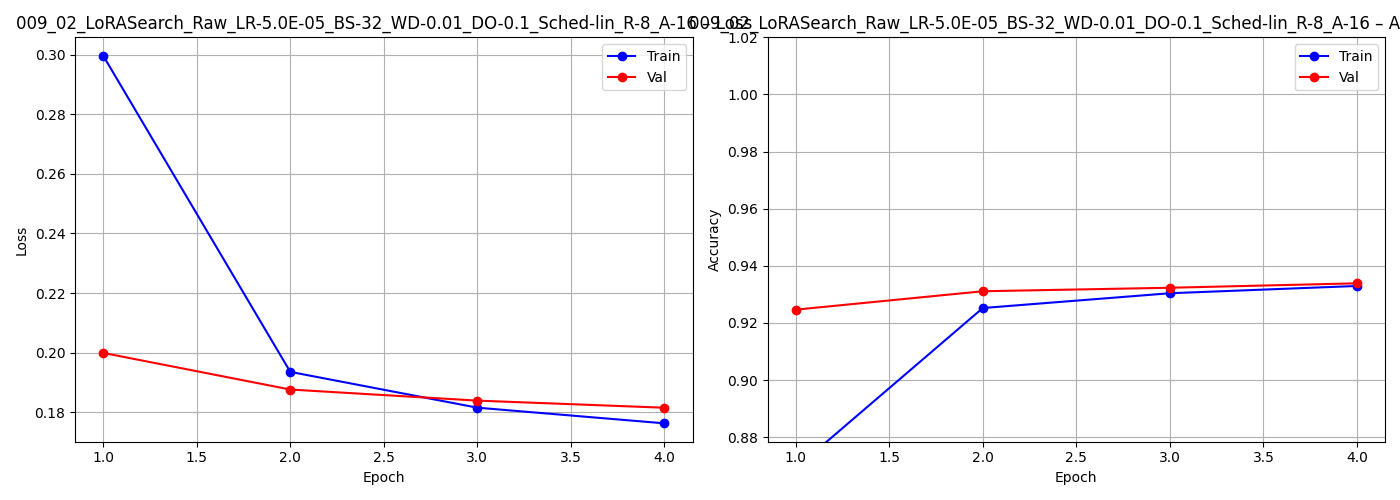 009_02_LoRASearch_Raw_LR-5.0E-05_BS-32_WD-0.01_DO-0.1_Sched-lin_R-8_A-16 – Loss
009_02_LoRASearch_Raw_LR-5.0E-05_BS-32_WD-0.01_DO-0.1_Sched-lin_R-8_A-16 – A
Train
Val
0.30
0.28
0.26
0.24
0.22
0.20
0.18
Loss
1.0 1.5 2.0 2.5 3.0 3.5 4.0
Epoch
Train
Val
1.02
1.00
0.98
0.96
0.94
0.92
0.90
0.88
Accuracy
1.0 1.5 2.0 2.5 3.0 3.5 4.0
Epoch